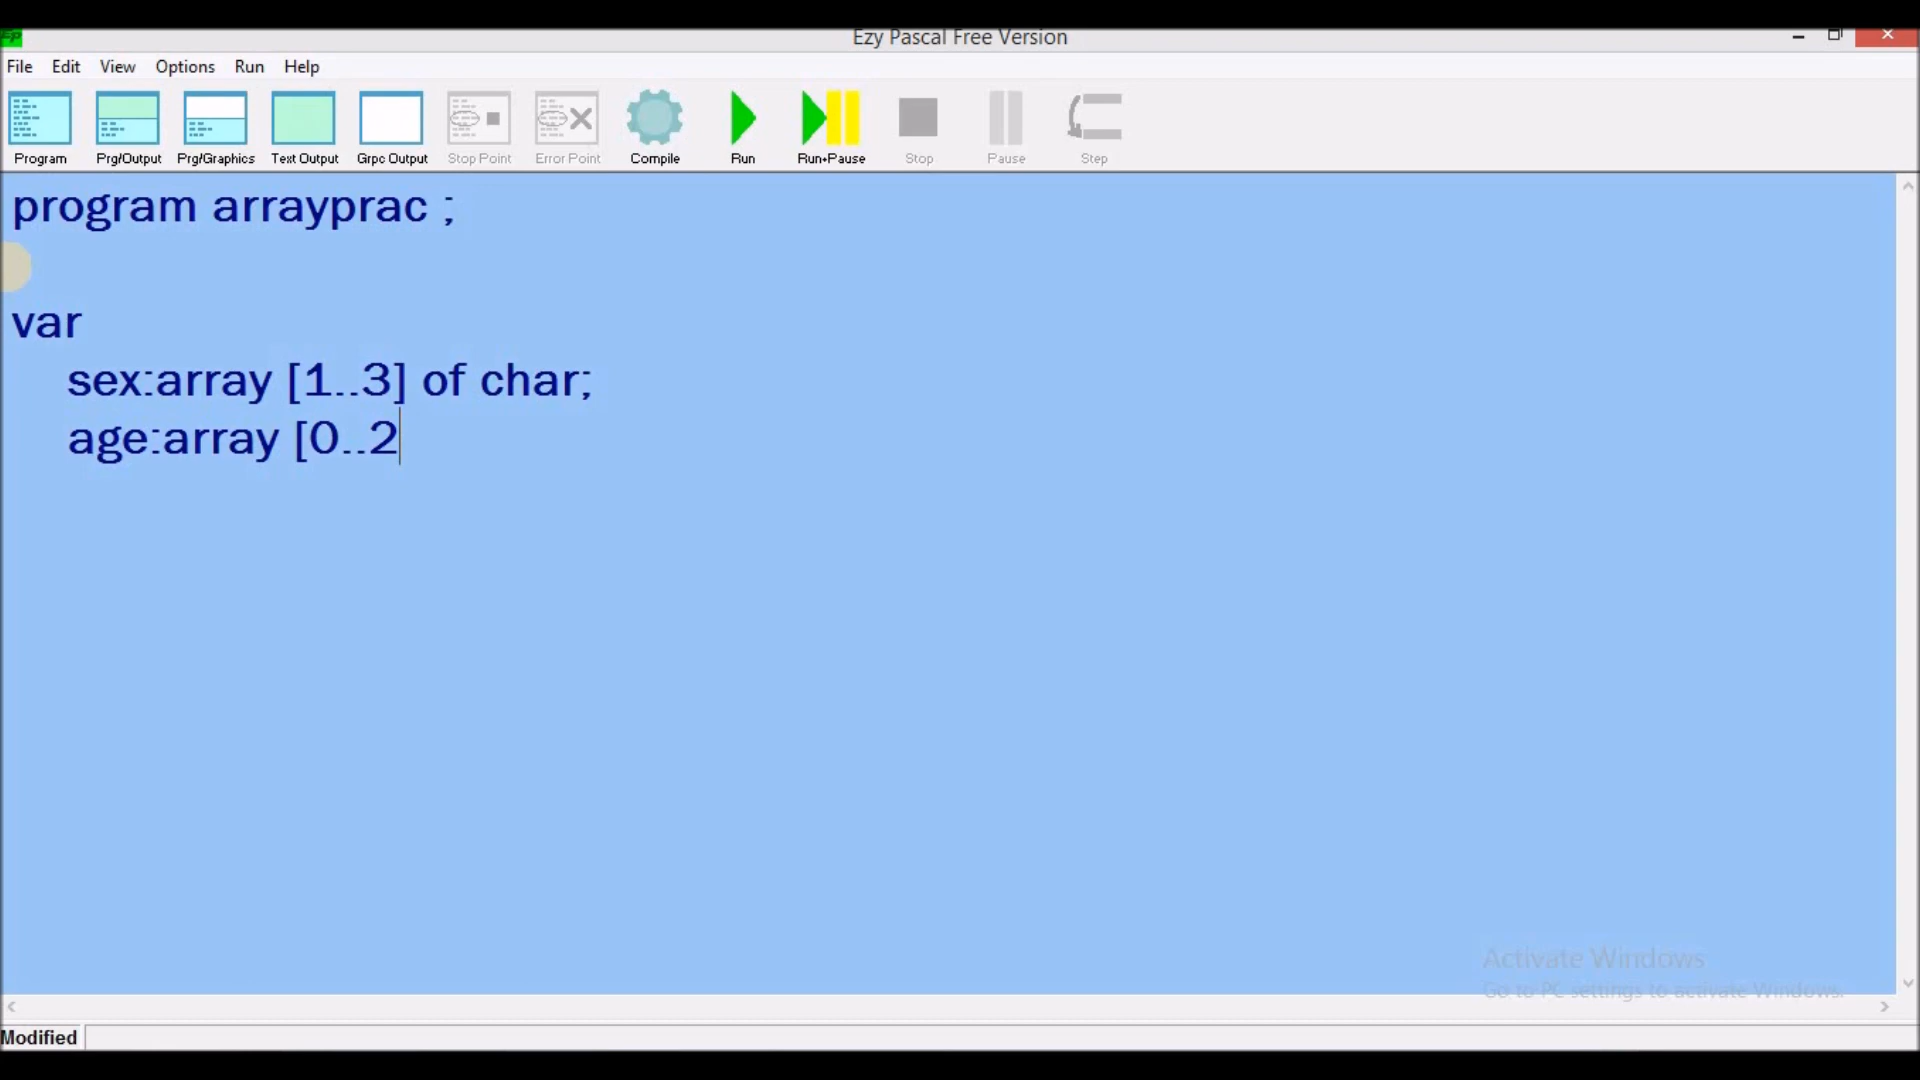 Ezy Pascal Free Version
File Edit View Options Run Help
Program Prg/Output Prg/Graphics Text Output Grpc Output Stop Point Error Point Compile Run Run+Pause Stop Pause Step
program arrayprac ;
var
sex:array [1..3] of char;
age:array [0..2
Activate Windows
Go to PC settings to activate Windows.
Modified